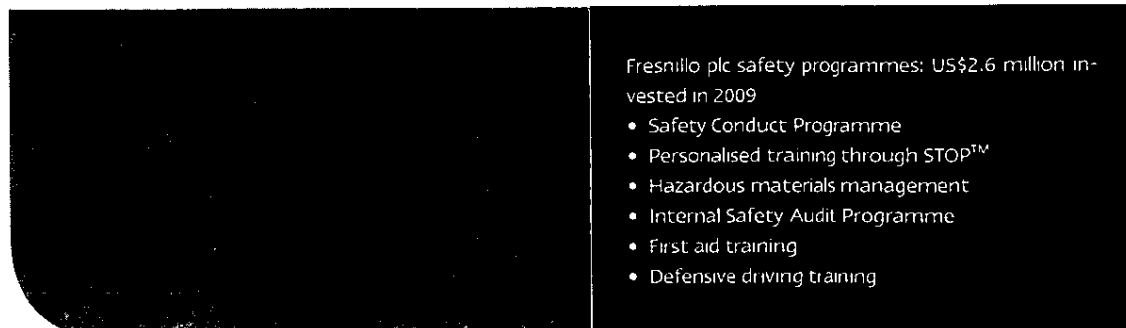 Fresnillo plc safety programmes: US$2.6 million in-
vested in 2009
• Safety Conduct Programme
• Personalised training through STOP™
• Hazardous materials management
• Internal Safety Audit Programme
• First aid training
• Defensive driving training